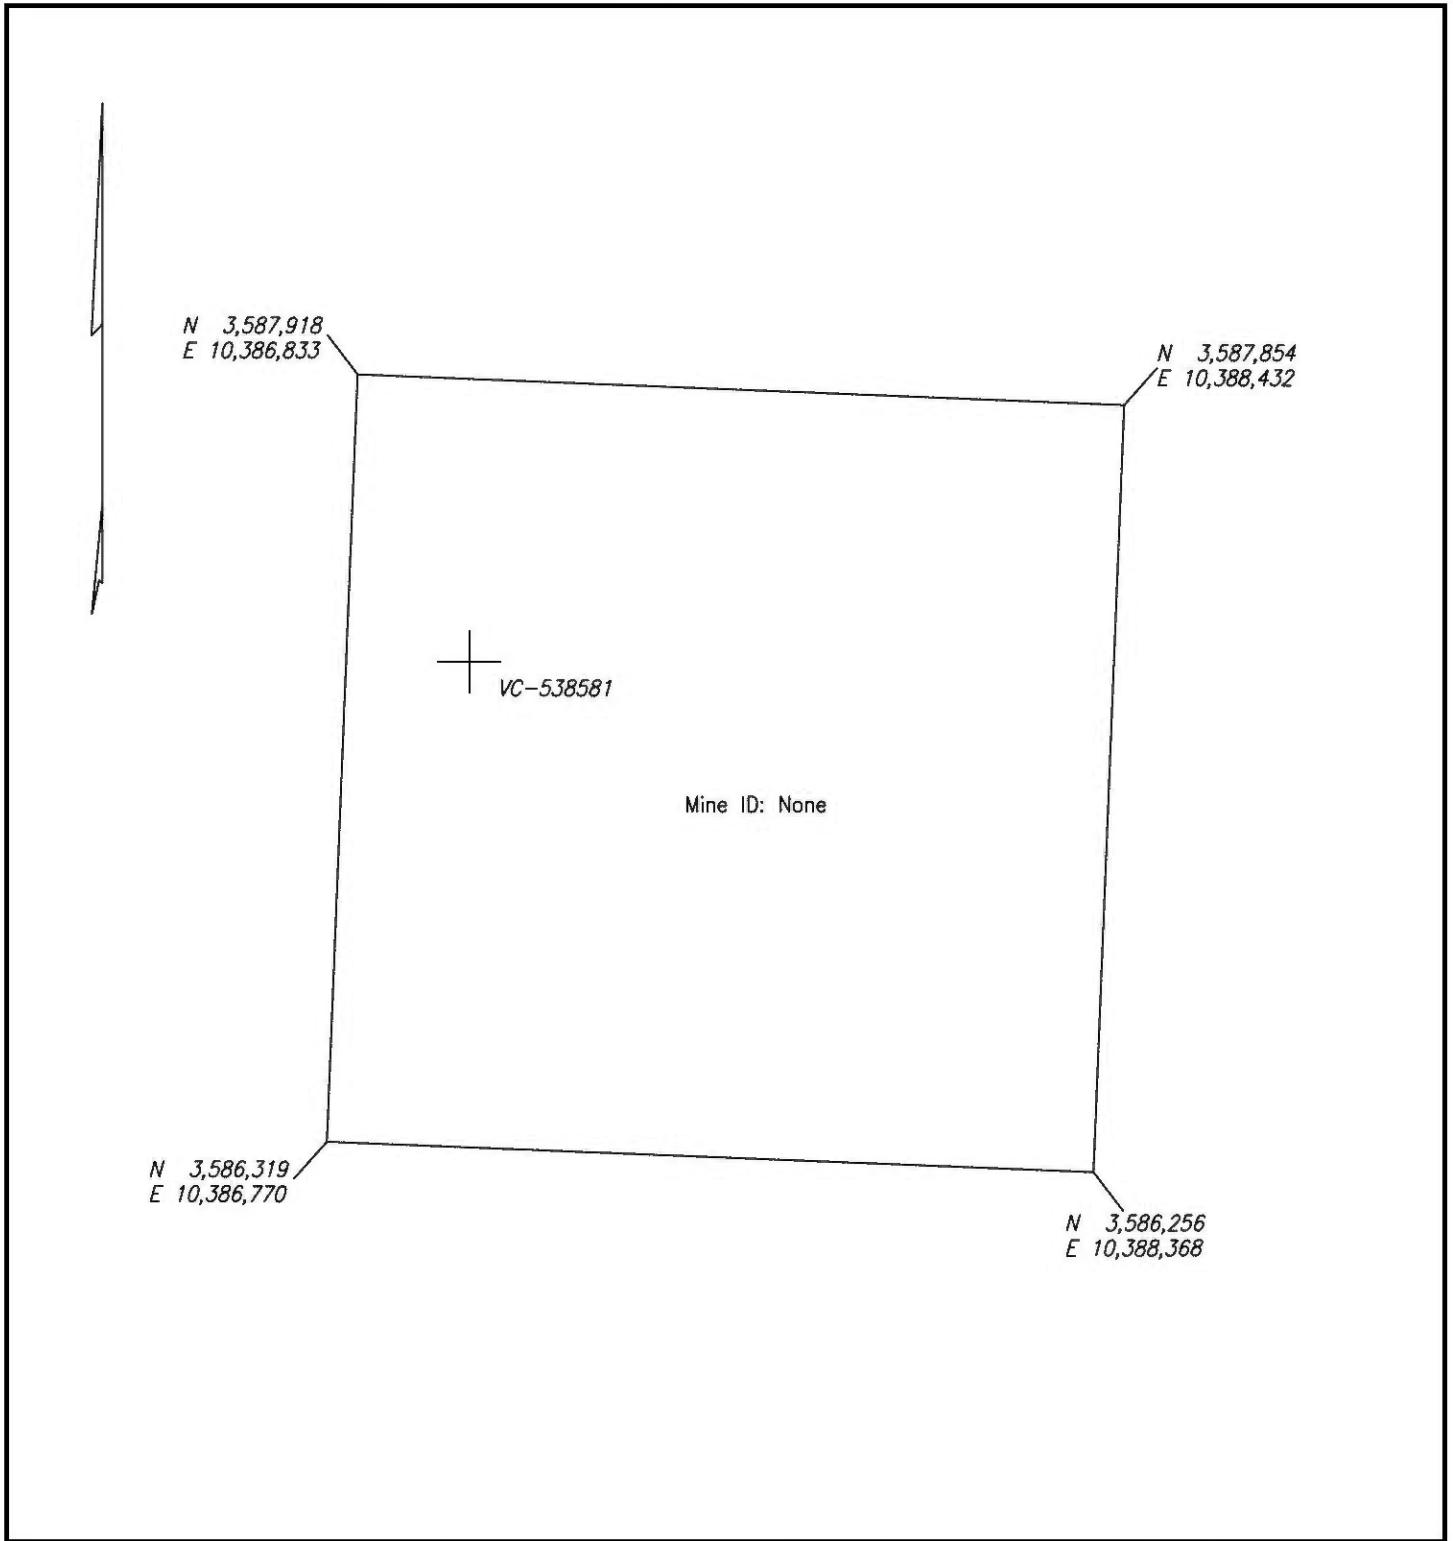 N 3,587,918
E 10,386,833
N 3,587,854
E 10,388,432
VC-538581
Mine ID: None
N 3,586,319
E 10,386,770
N 3,586,256
E 10,388,368